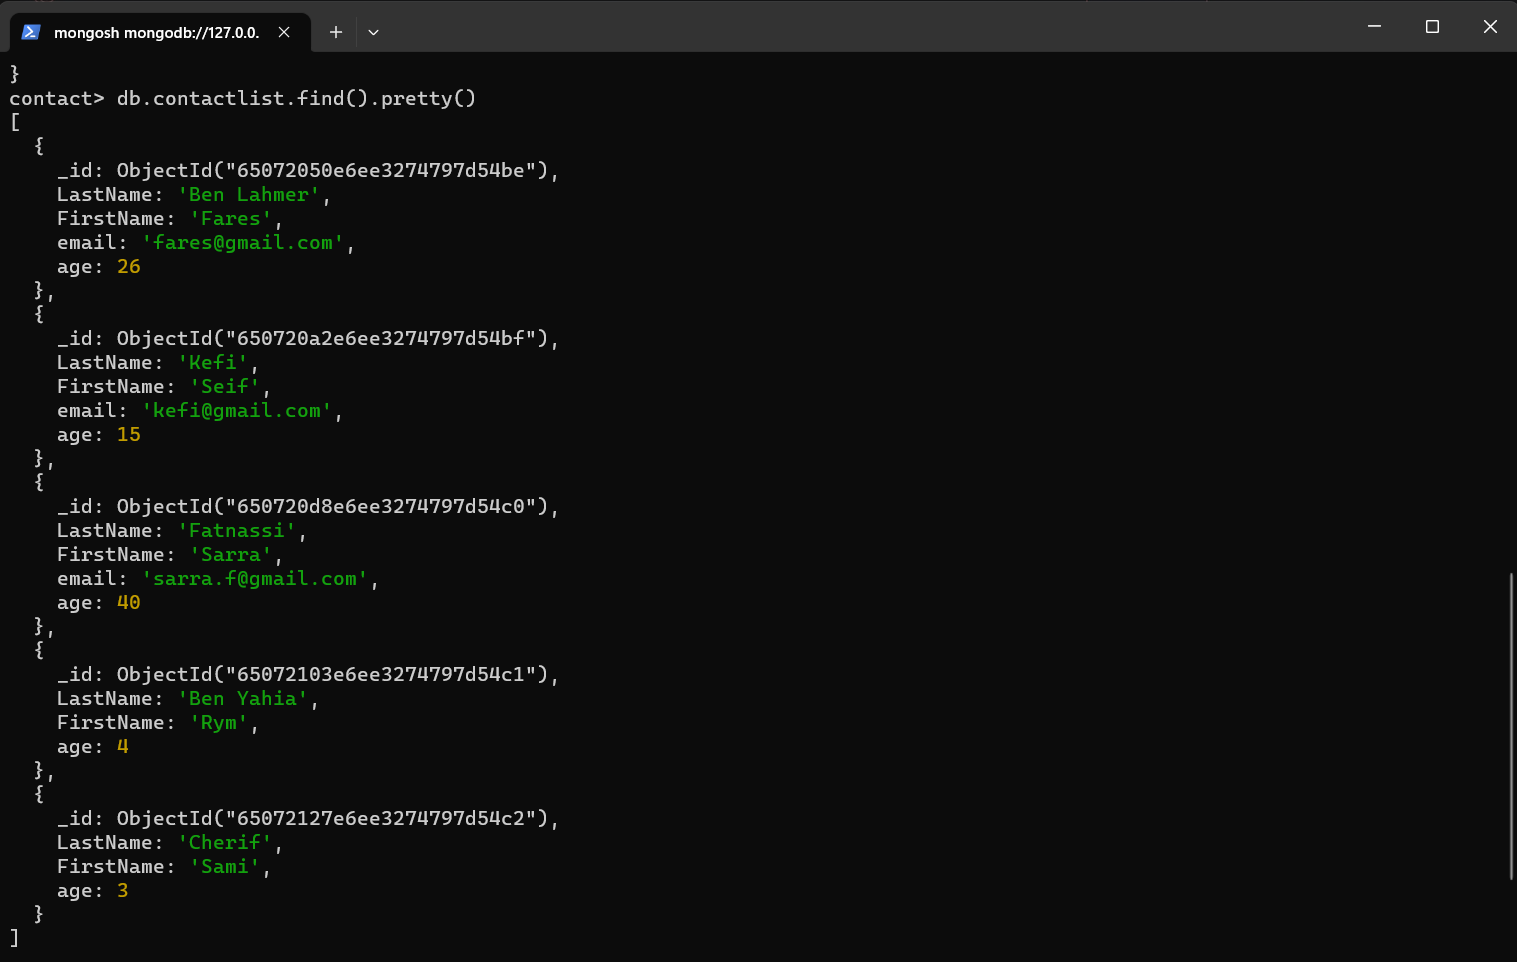 mongosh mongodb://127.0.0.
}
contact> db.contactlist.find().pretty()
[
  {
    _id: ObjectId("65072050e6ee3274797d54be"),
    LastName: 'Ben Lahmer',
    FirstName: 'Fares',
    email: 'fares@gmail.com',
    age: 26
  },
  {
    _id: ObjectId("650720a2e6ee3274797d54bf"),
    LastName: 'Kefi',
    FirstName: 'Seif',
    email: 'kefi@gmail.com',
    age: 15
  },
  {
    _id: ObjectId("650720d8e6ee3274797d54c0"),
    LastName: 'Fatnassi',
    FirstName: 'Sarra',
    email: 'sarra.f@gmail.com',
    age: 40
  },
  {
    _id: ObjectId("65072103e6ee3274797d54c1"),
    LastName: 'Ben Yahia',
    FirstName: 'Rym',
    age: 4
  },
  {
    _id: ObjectId("65072127e6ee3274797d54c2"),
    LastName: 'Cherif',
    FirstName: 'Sami',
    age: 3
  }
]